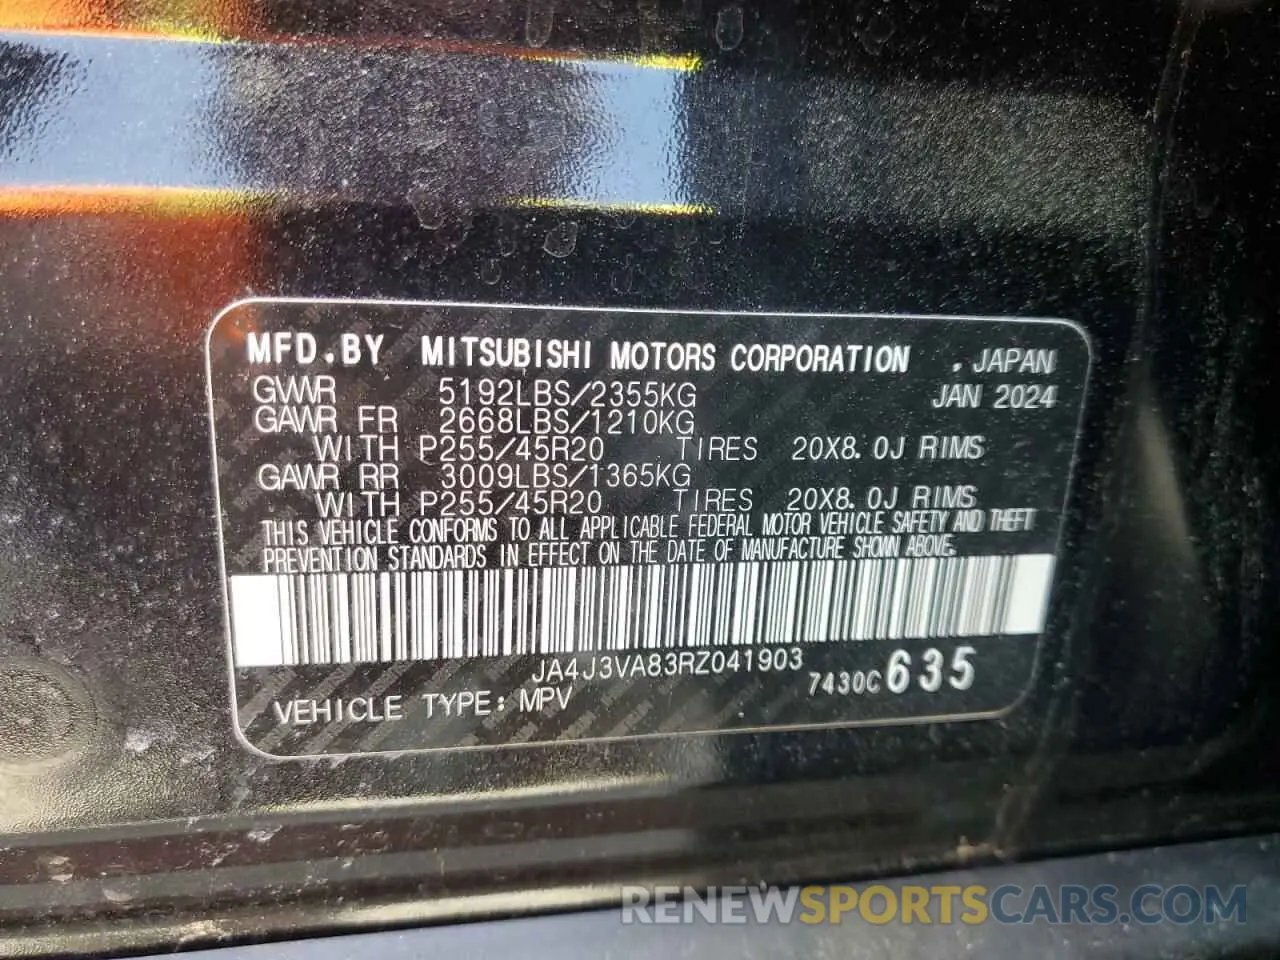 MFD.BY MITSUBISHI MOTORS CORPORATION , JAPAN
GVWR 5192LBS/2355KG JAN 2024
GAWR FR 2668LBS/1210KG
WITH P255/45R20 TIRES 20X8.0J RIMS
GAWR RR 3009LBS/1365KG
WITH P255/45R20 TIRES 20X8.0J RIMS
THIS VEHICLE CONFORMS TO ALL APPLICABLE FEDERAL MOTOR VEHICLE SAFETY AND THEFT
PREVENTION STANDARDS IN EFFECT ON THE DATE OF MANUFACTURE SHOWN ABOVE.
JA4J3VA83RZ041903
7430C635
VEHICLE TYPE: MPV
RENEWSPORTSCARS.COM